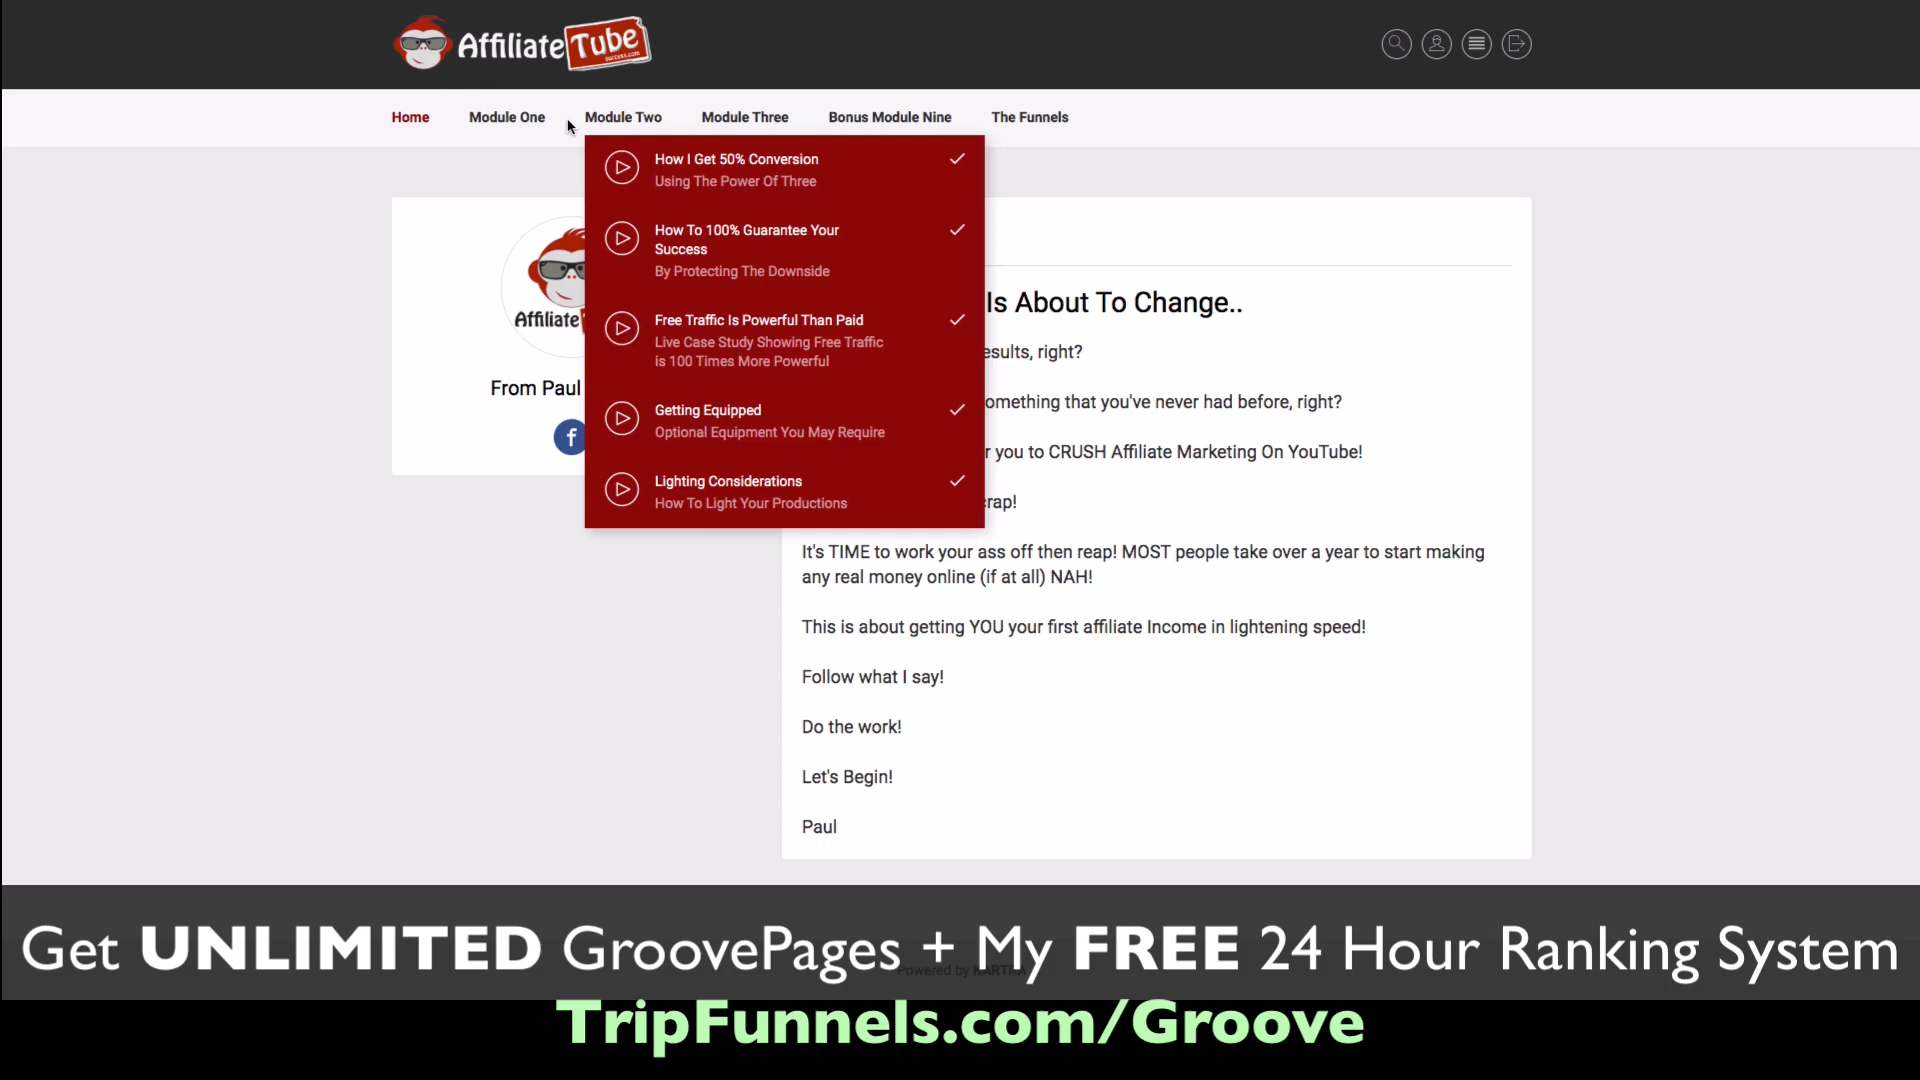 AffiliateTube
success.com
Home Module One Module Two Module Three Bonus Module Nine The Funnels
How I Get 50% Conversion
Using The Power Of Three
How To 100% Guarantee Your
Success
By Protecting The Downside
Free Traffic Is Powerful Than Paid
Live Case Study Showing Free Traffic
is 100 Times More Powerful
Getting Equipped
Optional Equipment You May Require
Lighting Considerations
How To Light Your Productions
Affiliate
From Paul
f
Is About To Change..
esults, right?
omething that you've never had before, right?
r you to CRUSH Affiliate Marketing On YouTube!
rap!
It's TIME to work your ass off then reap! MOST people take over a year to start making
any real money online (if at all) NAH!
This is about getting YOU your first affiliate Income in lightening speed!
Follow what I say!
Do the work!
Let's Begin!
Paul
Powered by KARTRA
Get UNLIMITED GroovePages + My FREE 24 Hour Ranking System
TripFunnels.com/Groove